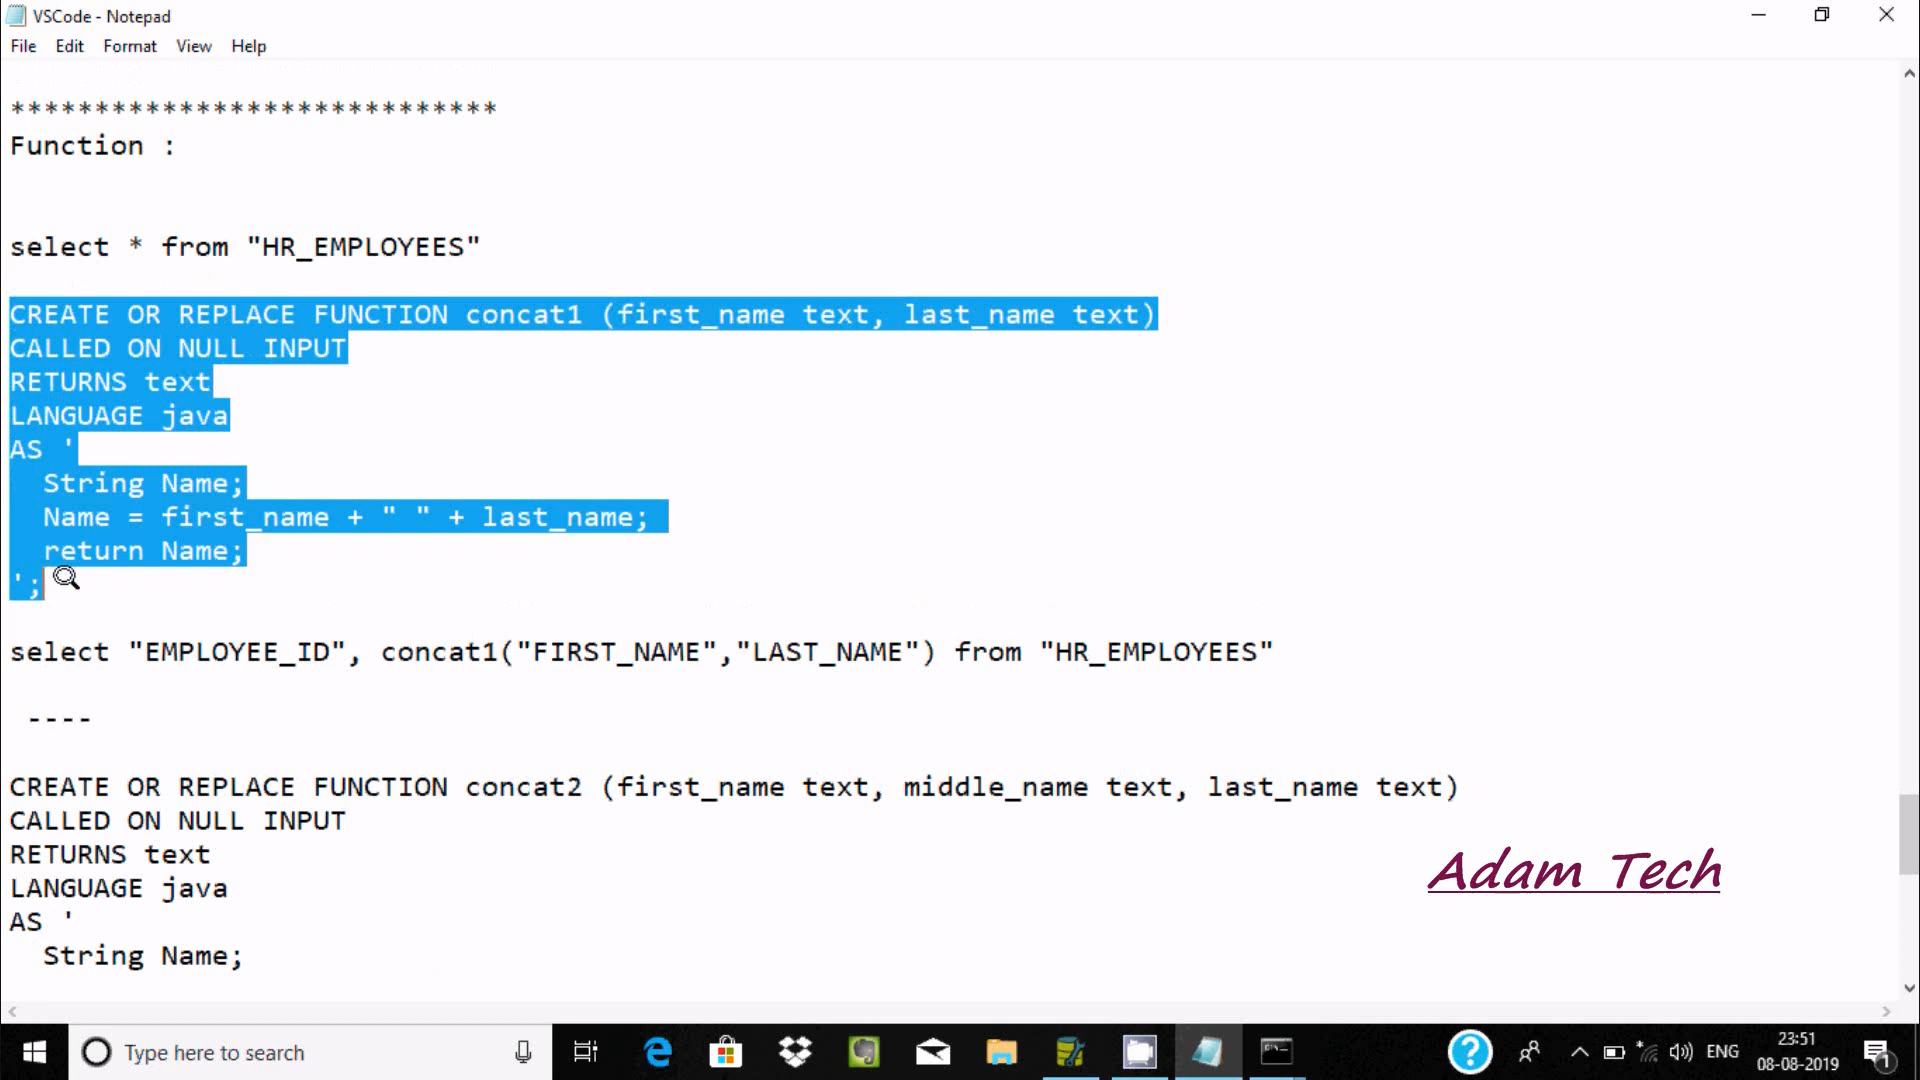 VSCode - Notepad
File Edit Format View Help
*****************************
Function :
select * from "HR_EMPLOYEES"
CREATE OR REPLACE FUNCTION concat1 (first_name text, last_name text)
CALLED ON NULL INPUT
RETURNS text
LANGUAGE java
AS '
String Name;
Name = first_name + " " + last_name;
return Name;
';
select "EMPLOYEE_ID", concat1("FIRST_NAME","LAST_NAME") from "HR_EMPLOYEES"
----
CREATE OR REPLACE FUNCTION concat2 (first_name text, middle_name text, last_name text)
CALLED ON NULL INPUT
RETURNS text
LANGUAGE java
AS '
String Name;
Adam Tech
Type here to search
ENG
23:51
08-08-2019
1